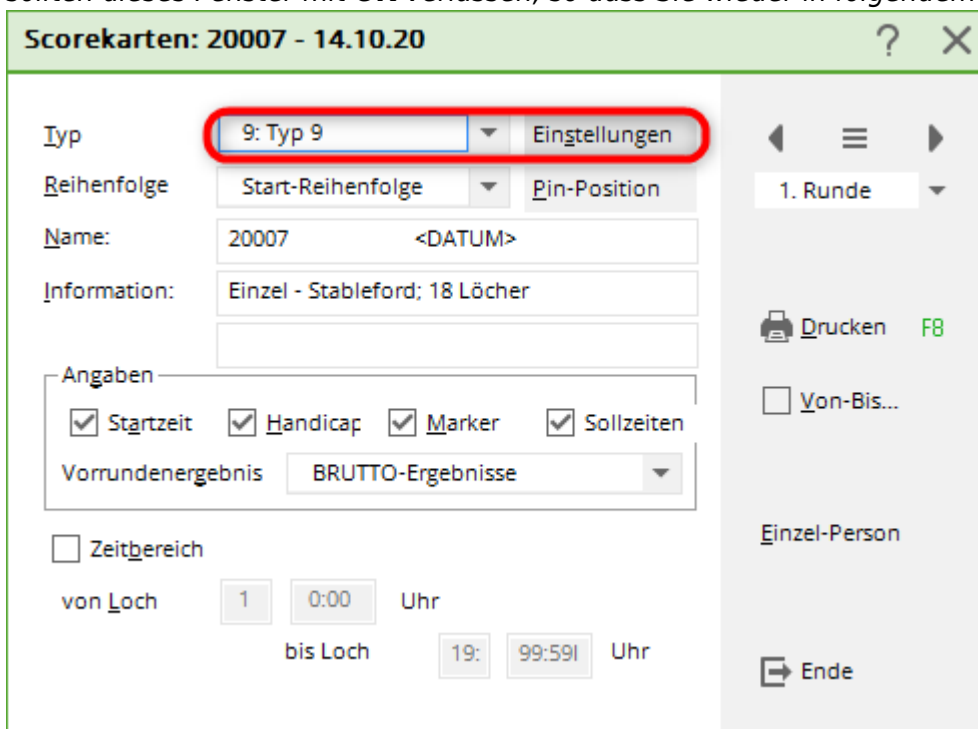 Scorekarten: 20007 - 14.10.20 ?
Typ 9: Typ 9 Einstellungen
Reihenfolge Start-Reihenfolge Pin-Position 1. Runde
Name: 20007 <DATUM>
Information: Einzel - Stableford; 18 Löcher
Drucken F8
Angaben
Startzeit Handicap Marker Sollzeiten Von-Bis...
Vorrundenergebnis BRUTTO-Ergebnisse
Einzel-Person
Zeitbereich
von Loch 1 0:00 Uhr
bis Loch 19: 99:59 Uhr
Ende